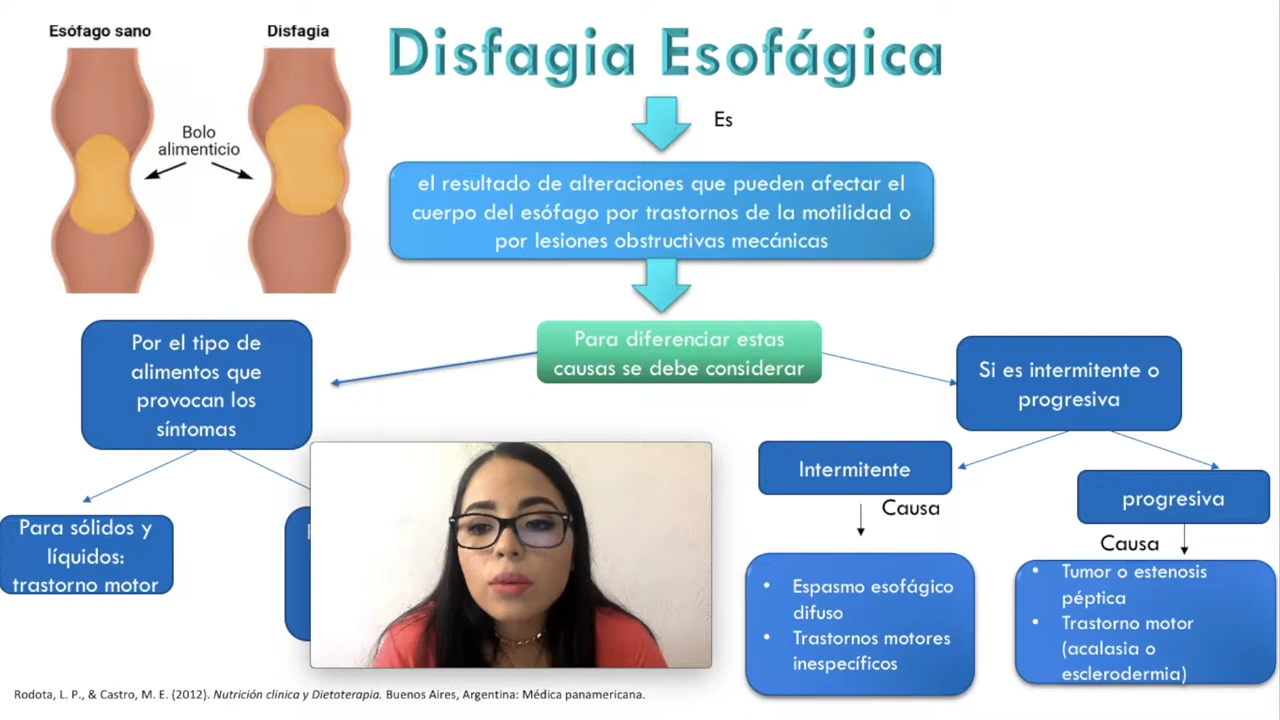 Esófago sano
Disfagia
Bolo
alimenticio
Disfagia Esofágica
Es
el resultado de alteraciones que pueden afectar el
cuerpo del esófago por trastornos de la motilidad o
por lesiones obstructivas mecánicas
Para diferenciar estas
causas se debe considerar
Por el tipo de
alimentos que
provocan los
síntomas
Para sólidos y
líquidos:
trastorno motor
Si es intermitente o
progresiva
Intermitente
Causa
• Espasmo esofágico
difuso
• Trastornos motores
inespecíficos
progresiva
Causa
• Tumor o estenosis
péptica
• Trastorno motor
(acalasia o
esclerodermia)
Rodota, L. P., & Castro, M. E. (2012). Nutrición clinica y Dietoterapia. Buenos Aires, Argentina: Médica panamericana.